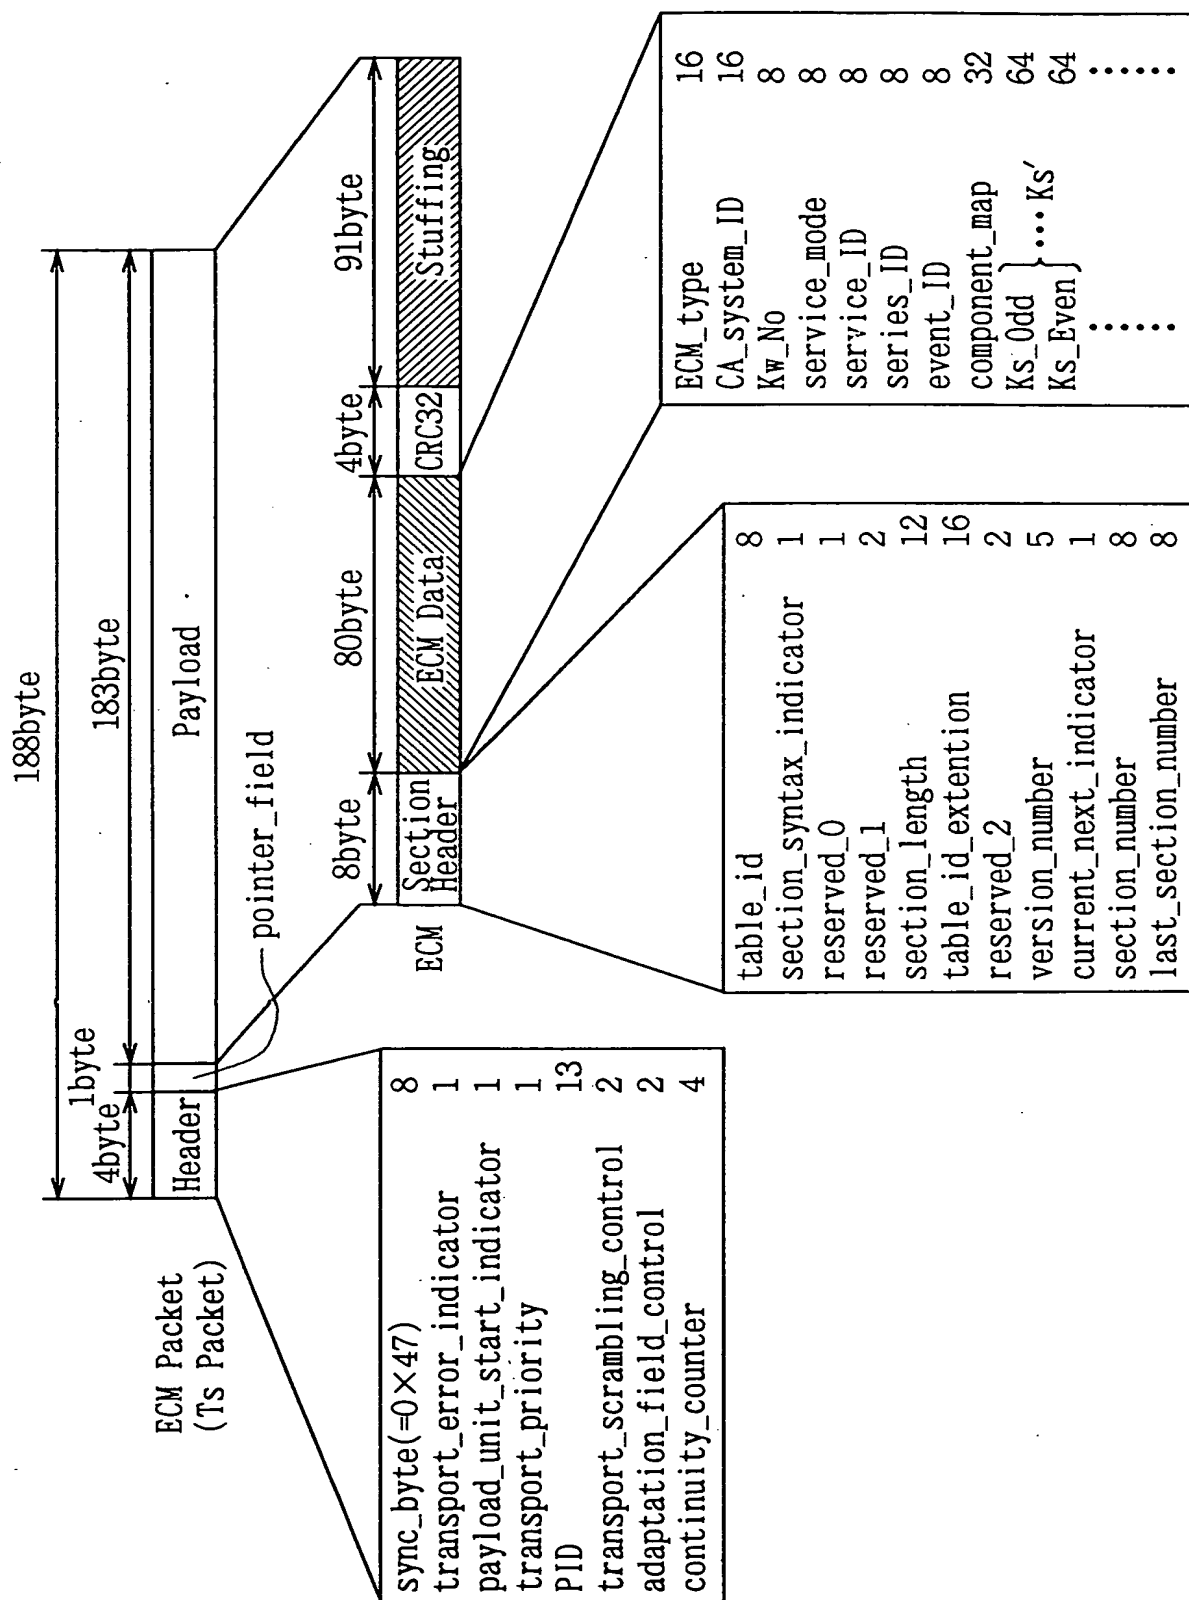 188byte
4byte
1byte
183byte
ECM Packet
(Ts Packet)
Header
Payload
pointer_field
8byte
80byte
4byte
91byte
ECM
Section
Header
ECM Data
CRC32
Stuffing
sync_byte(=0×47) 8
transport_error_indicator 1
payload_unit_start_indicator 1
transport_priority 1
PID 13
transport_scrambling_control 2
adaptation_field_control 2
continuity_counter 4
table_id 8
section_syntax_indicator 1
reserved_0 1
reserved_1 2
section_length 12
table_id_extention 16
reserved_2 2
version_number 5
current_next_indicator 1
section_number 8
last_section_number 8
ECM_type 16
CA_system_ID 16
Kw_No 8
service_mode 8
service_ID 8
series_ID 8
event_ID 8
component_map 32
Ks_Odd 64
Ks_Even 64
···· Ks′
······ ······